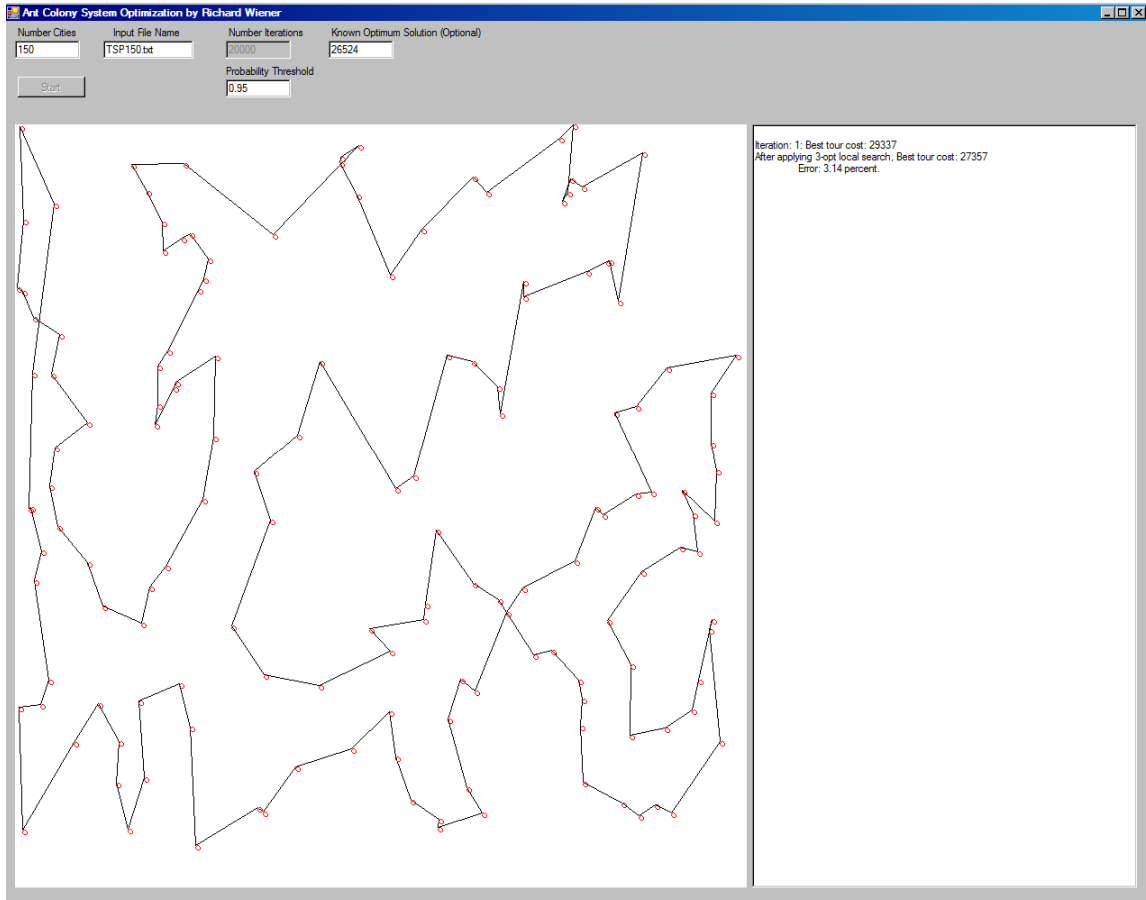 Ant Colony System Optimization by Richard Wiener
Number Cities Input File Name Number Iterations Known Optimum Solution (Optional)
150 TSP150.txt 20000 26524
Probability Threshold
Start 0.95
Iteration: 1: Best tour cost: 29337
After applying 3-opt local search, Best tour cost: 27357
Error: 3.14 percent.